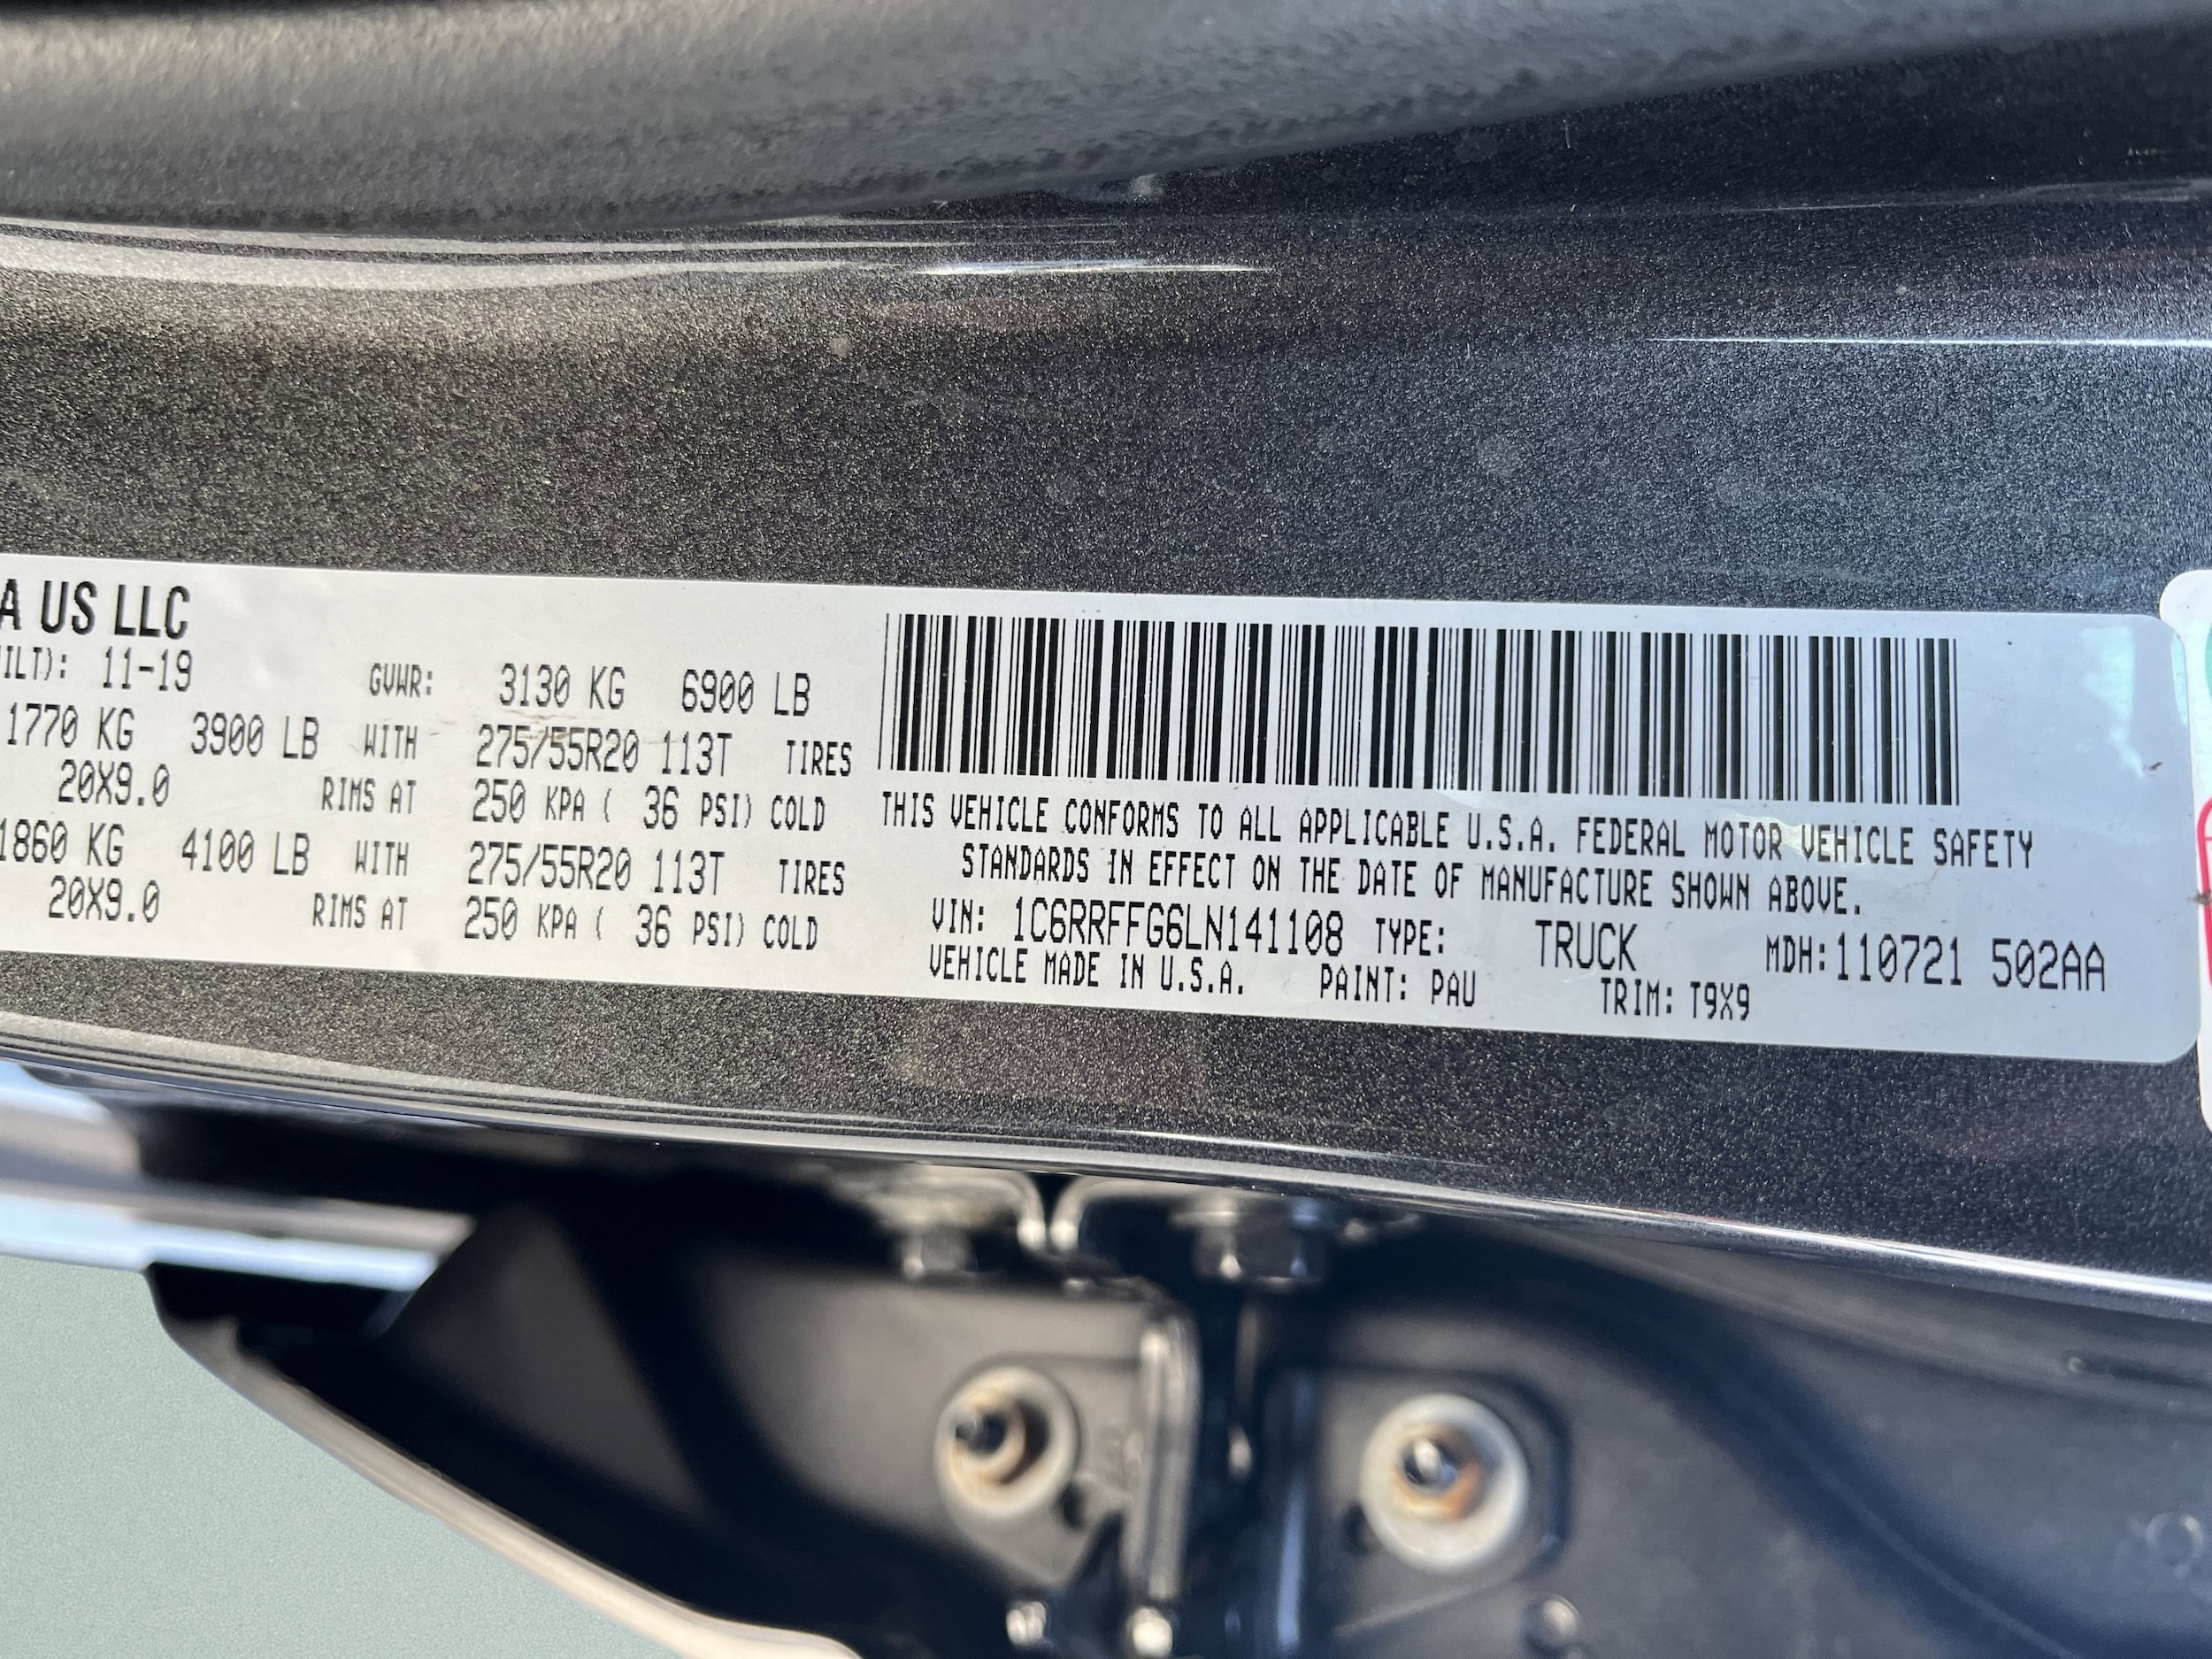 A US LLC
ILT): 11-19 GVWR: 3130 KG 6900 LB
1770 KG 3900 LB WITH 275/55R20 113T TIRES
20X9.0 RIMS AT 250 KPA ( 36 PSI) COLD
1860 KG 4100 LB WITH 275/55R20 113T TIRES
20X9.0 RIMS AT 250 KPA ( 36 PSI) COLD
THIS VEHICLE CONFORMS TO ALL APPLICABLE U.S.A. FEDERAL MOTOR VEHICLE SAFETY
STANDARDS IN EFFECT ON THE DATE OF MANUFACTURE SHOWN ABOVE.
VIN: 1C6RRFFG6LN141108 TYPE: TRUCK MDH:110721 502AA
VEHICLE MADE IN U.S.A. PAINT: PAU TRIM: T9X9